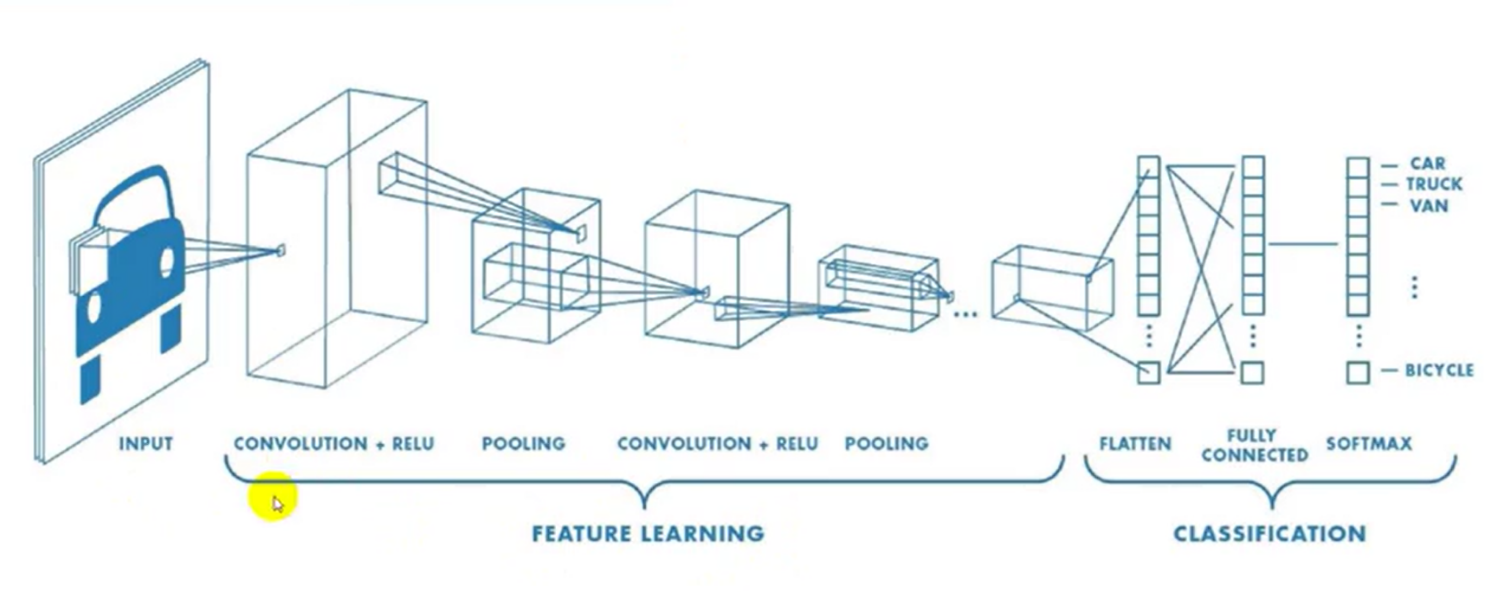 CAR
TRUCK
VAN
BICYCLE
INPUT
CONVOLUTION + RELU
POOLING
CONVOLUTION + RELU
POOLING
FLATTEN
FULLY
CONNECTED
SOFTMAX
FEATURE LEARNING
CLASSIFICATION